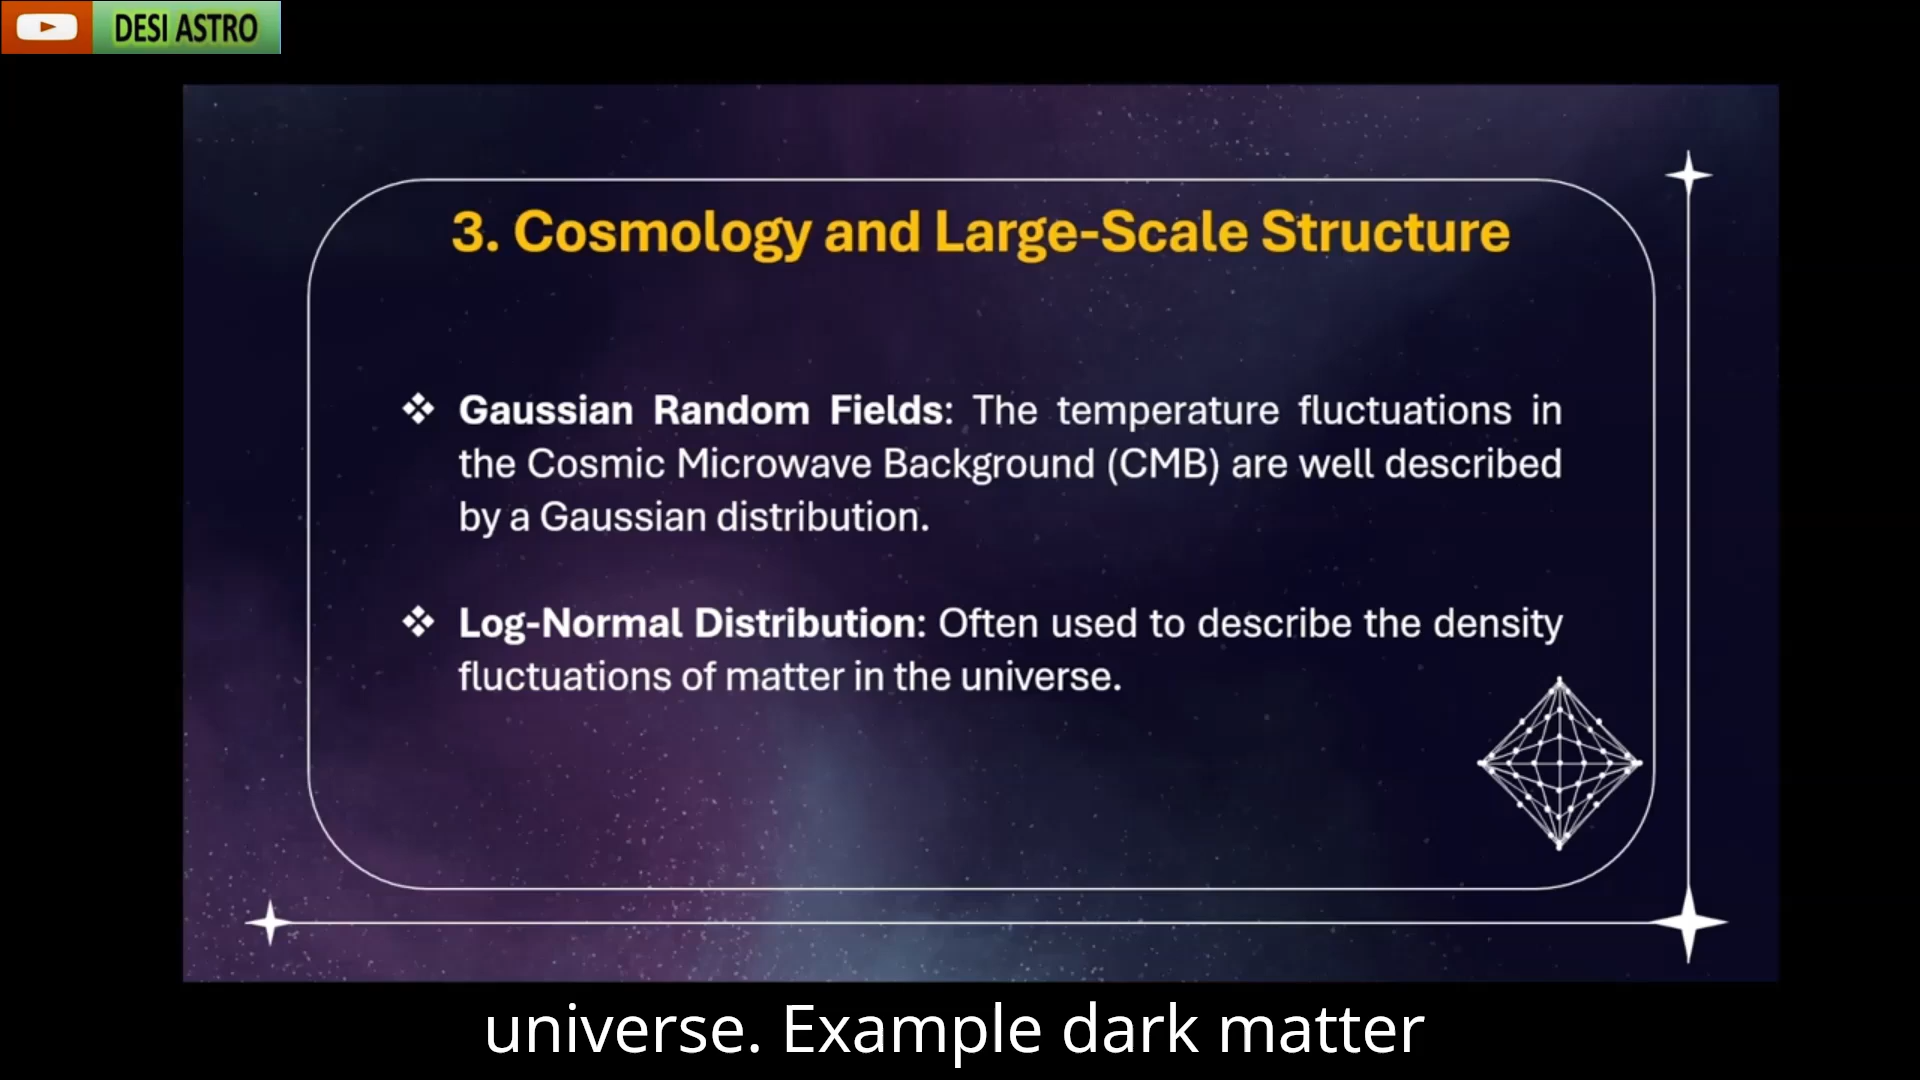 DESI ASTRO
3. Cosmology and Large-Scale Structure
❖ Gaussian Random Fields: The temperature fluctuations in
the Cosmic Microwave Background (CMB) are well described
by a Gaussian distribution.
❖ Log-Normal Distribution: Often used to describe the density
fluctuations of matter in the universe.
universe. Example dark matter